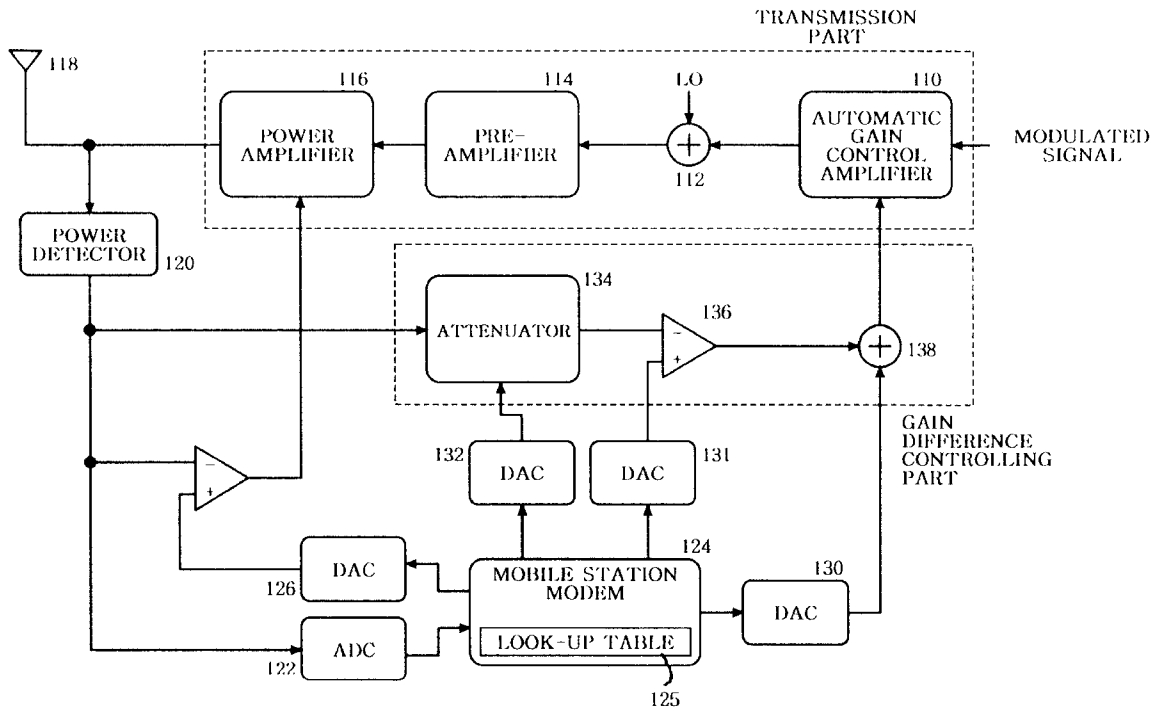 TRANSMISSION
PART
118
116
114
LO
110
POWER
AMPLIFIER
PRE-
AMPLIFIER
+
112
AUTOMATIC
GAIN
CONTROL
AMPLIFIER
MODULATED
SIGNAL
POWER
DETECTOR
120
134
ATTENUATOR
136
-
+
+
138
GAIN
DIFFERENCE
CONTROLLING
PART
132
DAC
131
DAC
-
+
124
MOBILE STATION
MODEM
LOOK-UP TABLE
125
126
DAC
130
DAC
122
ADC